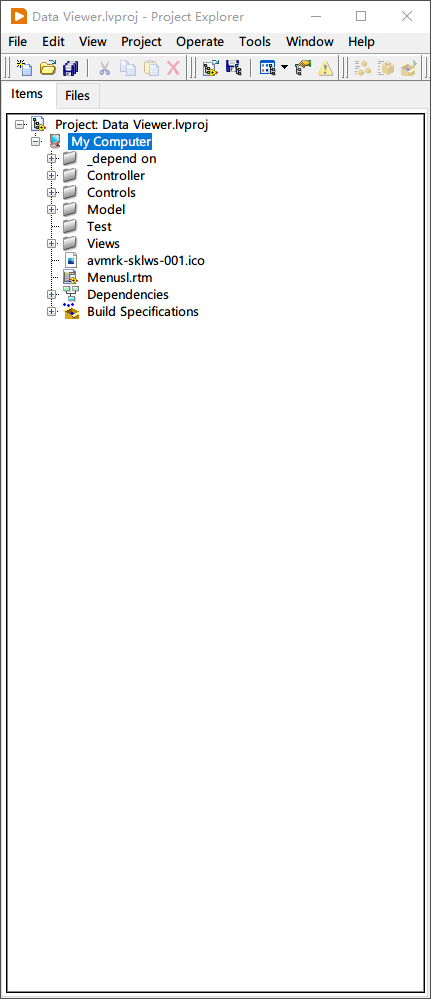 Data Viewer.lvproj - Project Explorer
File Edit View Project Operate Tools Window Help
Items Files
Project: Data Viewer.lvproj
My Computer
_depend on
Controller
Controls
Model
Test
Views
avmrk-sklws-001.ico
Menusl.rtm
Dependencies
Build Specifications